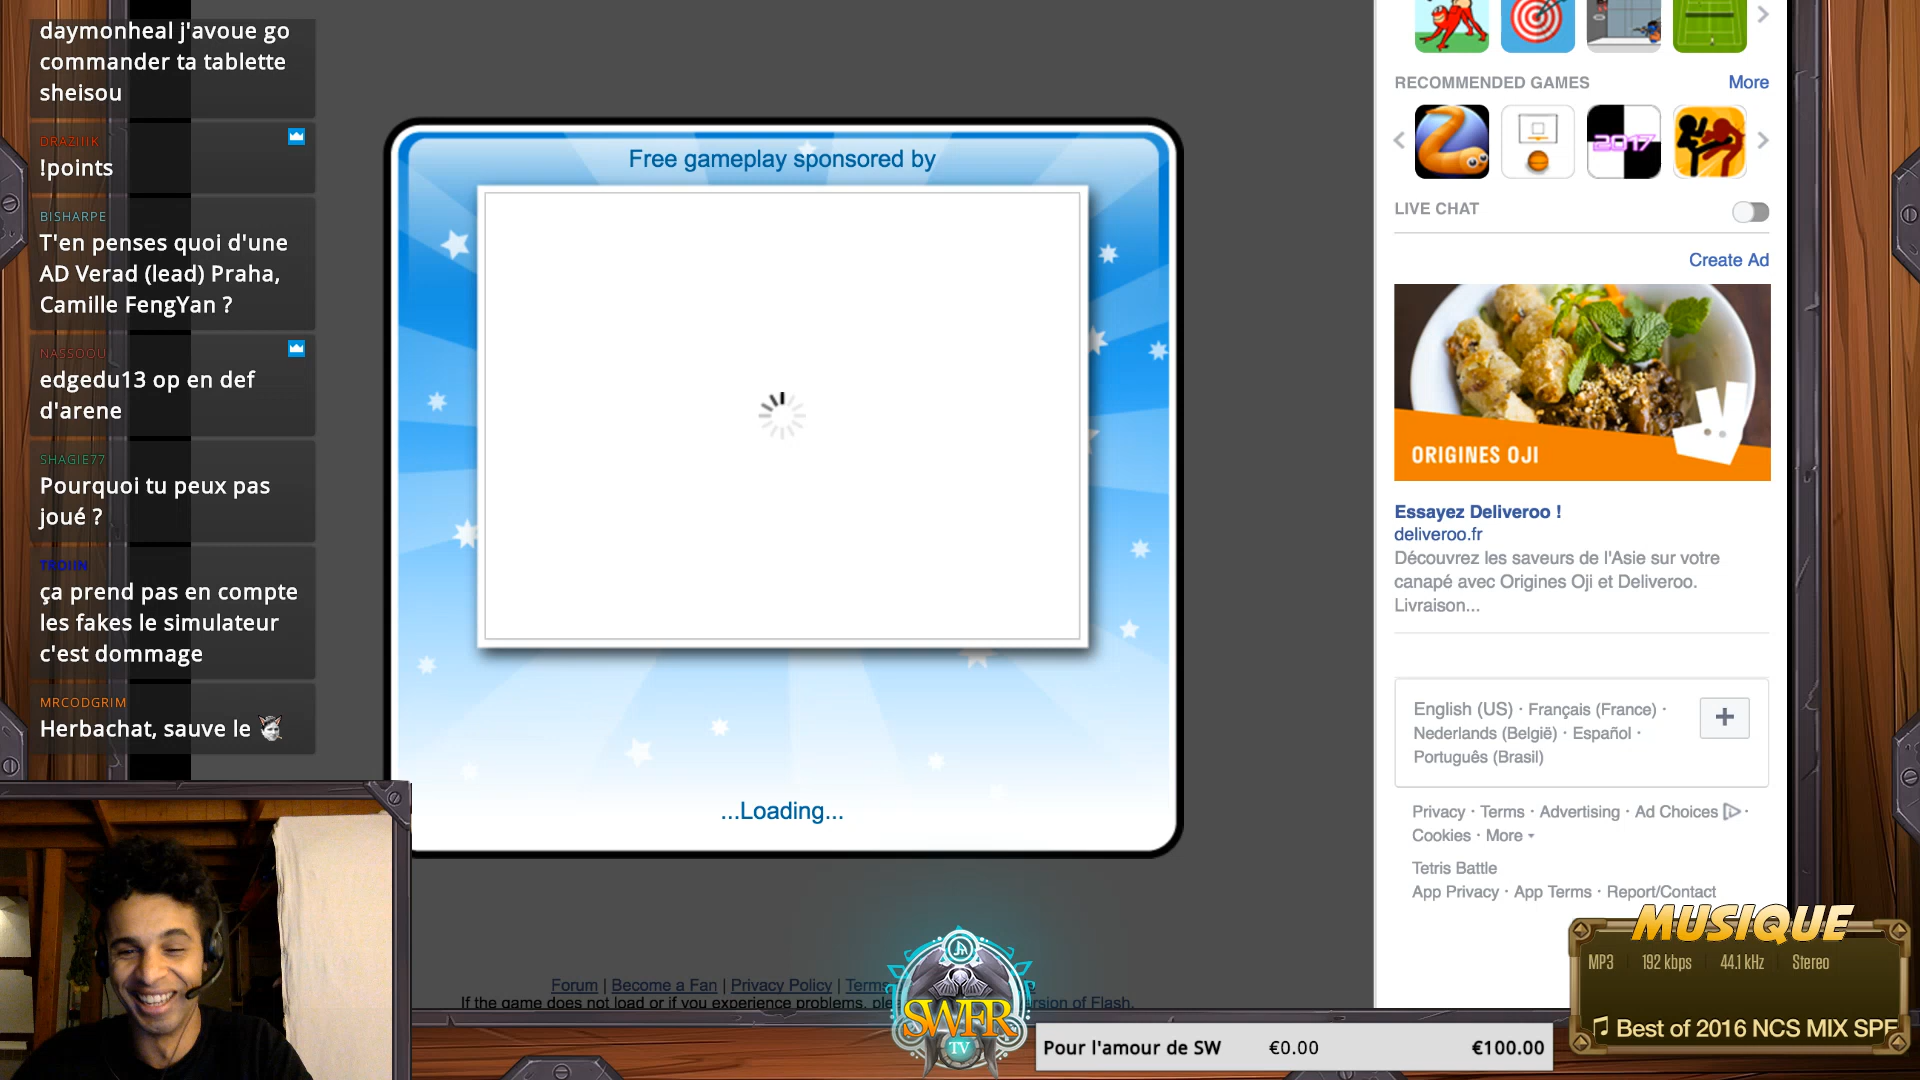 daymonheal j'avoue go
commander ta tablette
sheisou
DRAZIIIK
!points
BISHARPE
T'en penses quoi d'une
AD Verad (lead) Praha,
Camille FengYan ?
NASSOOU
edgedu13 op en def
d'arene
SHAGIE77
Pourquoi tu peux pas
joué ?
TROIIN
ça prend pas en compte
les fakes le simulateur
c'est dommage
MRCODGRIM
Herbachat, sauve le
Free gameplay sponsored by
...Loading...
Forum | Become a Fan | Privacy Policy | Terms
If the game does not load or if you experience problems, ersion of Flash.
RECOMMENDED GAMES
More
2017
LIVE CHAT
Create Ad
ORIGINES OJI
Essayez Deliveroo !
deliveroo.fr
Découvrez les saveurs de l'Asie sur votre
canapé avec Origines Oji et Deliveroo.
Livraison...
English (US) · Français (France) ·
Nederlands (België) · Español ·
Português (Brasil)
+
Privacy · Terms · Advertising · Ad Choices ·
Cookies · More
Tetris Battle
App Privacy · App Terms · Report/Contact
MUSIQUE
MP3 192 kbps 44.1 kHz Stereo
Best of 2016 NCS MIX SPE
SWFR
TV
Pour l'amour de SW €0.00 €100.00